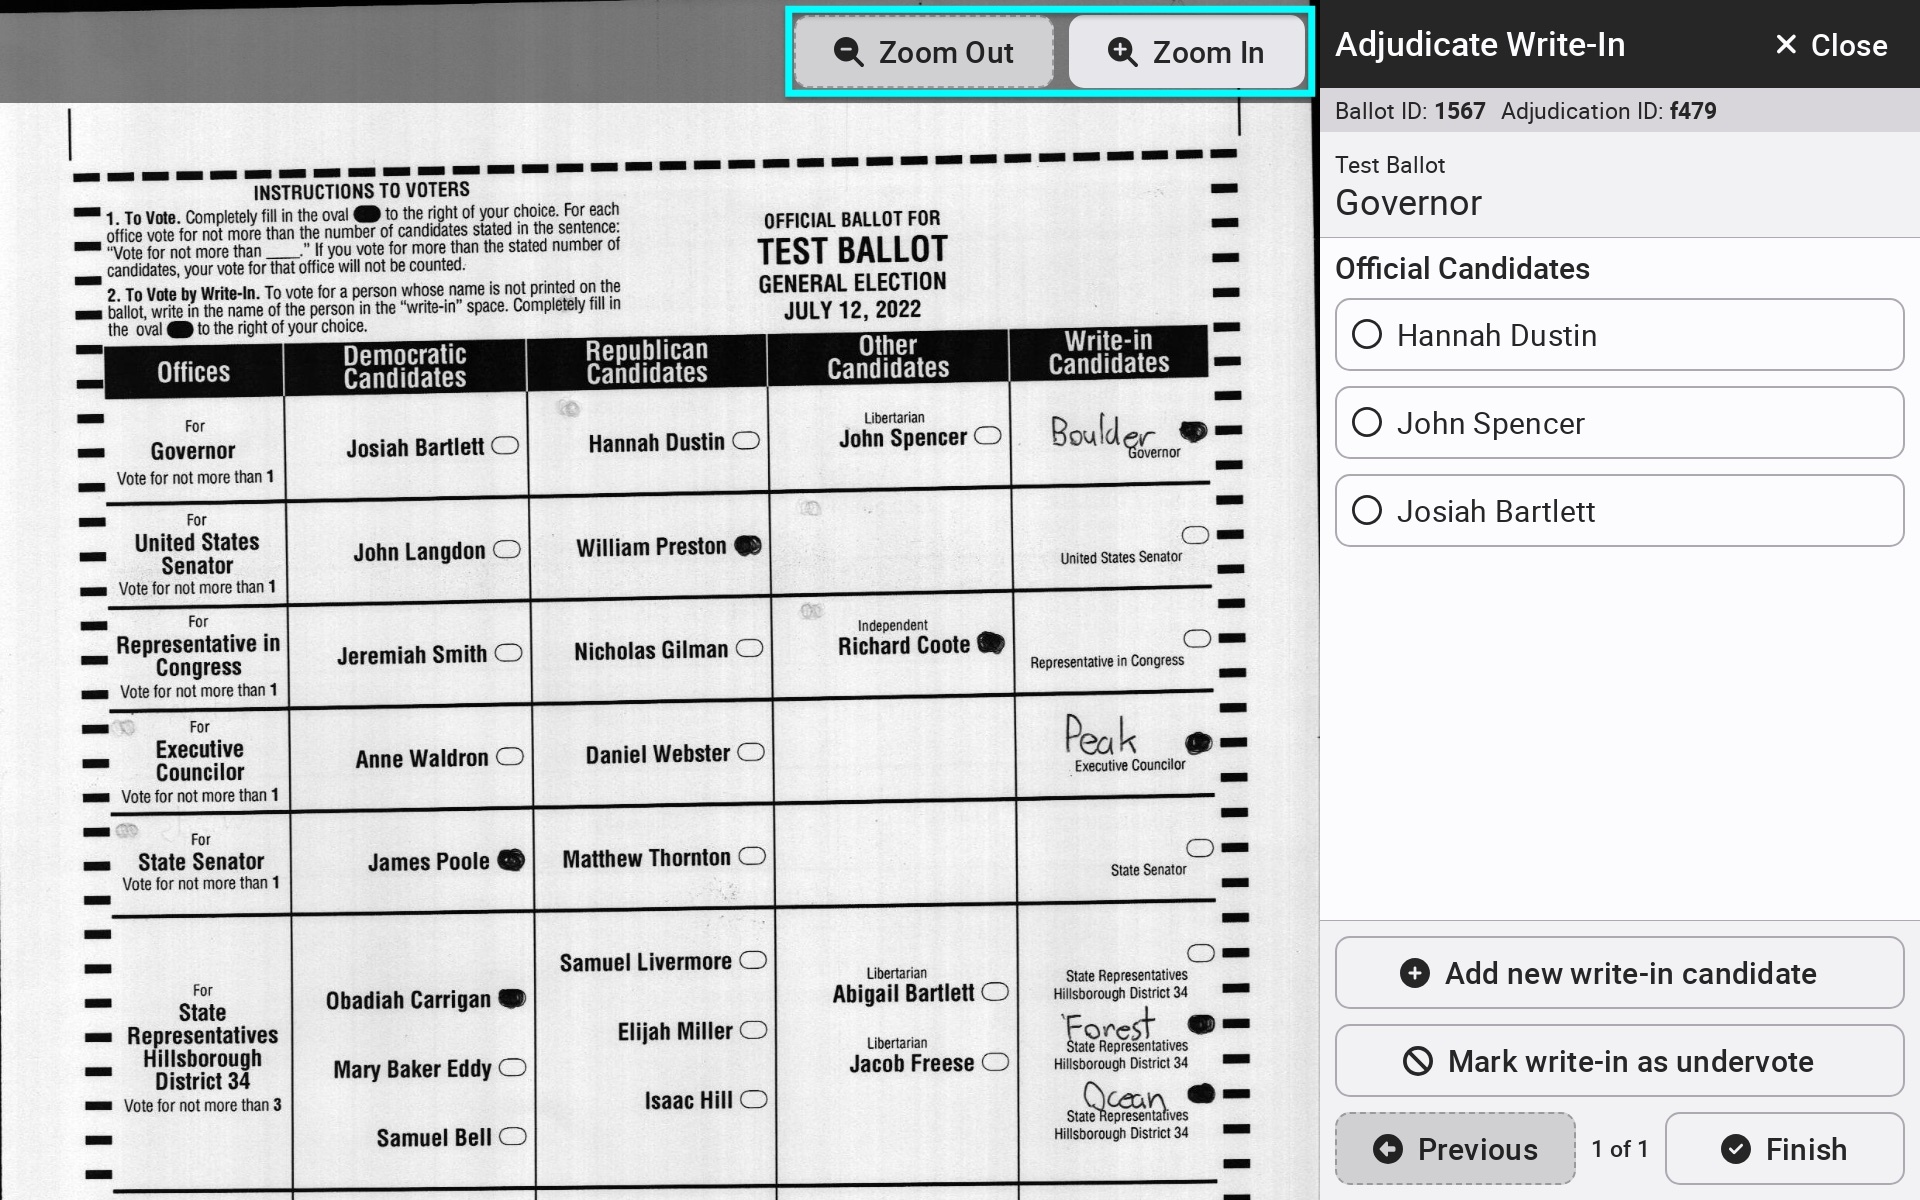 Zoom Out
Zoom In
Adjudicate Write-In
Close
Ballot ID: 1567 Adjudication ID: f479
Test Ballot
Governor
Official Candidates
Hannah Dustin
John Spencer
Josiah Bartlett
Add new write-in candidate
Mark write-in as undervote
Previous
1 of 1
Finish
INSTRUCTIONS TO VOTERS
1. To Vote. Completely fill in the oval to the right of your choice. For each
office vote for not more than the number of candidates stated in the sentence:
“Vote for not more than ____.” If you vote for more than the stated number of
candidates, your vote for that office will not be counted.
2. To Vote by Write-In. To vote for a person whose name is not printed on the
ballot, write in the name of the person in the “write-in” space. Completely fill in
the oval to the right of your choice.
OFFICIAL BALLOT FOR
TEST BALLOT
GENERAL ELECTION
JULY 12, 2022
Offices
Democratic
Candidates
Republican
Candidates
Other
Candidates
Write-in
Candidates
For
Governor
Vote for not more than 1
Josiah Bartlett
Hannah Dustin
Libertarian
John Spencer
Boulder
Governor
For
United States
Senator
Vote for not more than 1
John Langdon
William Preston
United States Senator
For
Representative in
Congress
Vote for not more than 1
Jeremiah Smith
Nicholas Gilman
Independent
Richard Coote
Representative in Congress
For
Executive
Councilor
Vote for not more than 1
Anne Waldron
Daniel Webster
Peak
Executive Councilor
For
State Senator
Vote for not more than 1
James Poole
Matthew Thornton
State Senator
For
State
Representatives
Hillsborough
District 34
Vote for not more than 3
Obadiah Carrigan
Mary Baker Eddy
Samuel Bell
Samuel Livermore
Elijah Miller
Isaac Hill
Libertarian
Abigail Bartlett
Libertarian
Jacob Freese
State Representatives
Hillsborough District 34
Forest
State Representatives
Hillsborough District 34
Ocean
State Representatives
Hillsborough District 34